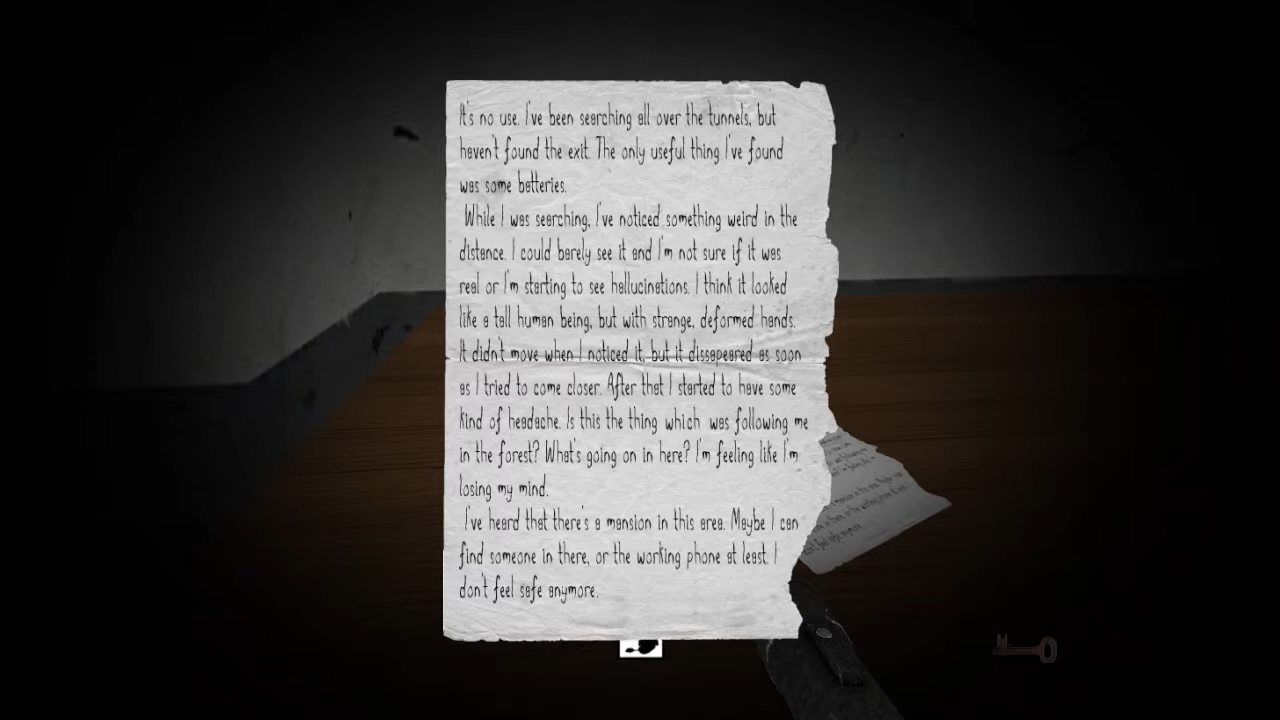 It's no use. I've been searching all over the tunnels, but
haven't found the exit. The only useful thing I've found
was some batteries.
While I was searching, I've noticed something weird in the
distance. I could barely see it and I'm not sure if it was
real or I'm starting to see hallucinations. I think it looked
like a tall human being, but with strange, deformed hands.
It didn't move when I noticed it, but it dissapeared as soon
as I tried to come closer. After that I started to have some
kind of headache. Is this the thing which was following me
in the forest? What's going on in here? I'm feeling like I'm
losing my mind.
I've heard that there's a mansion in this area. Maybe I can
find someone in there, or the working phone at least. I
don't feel safe anymore.